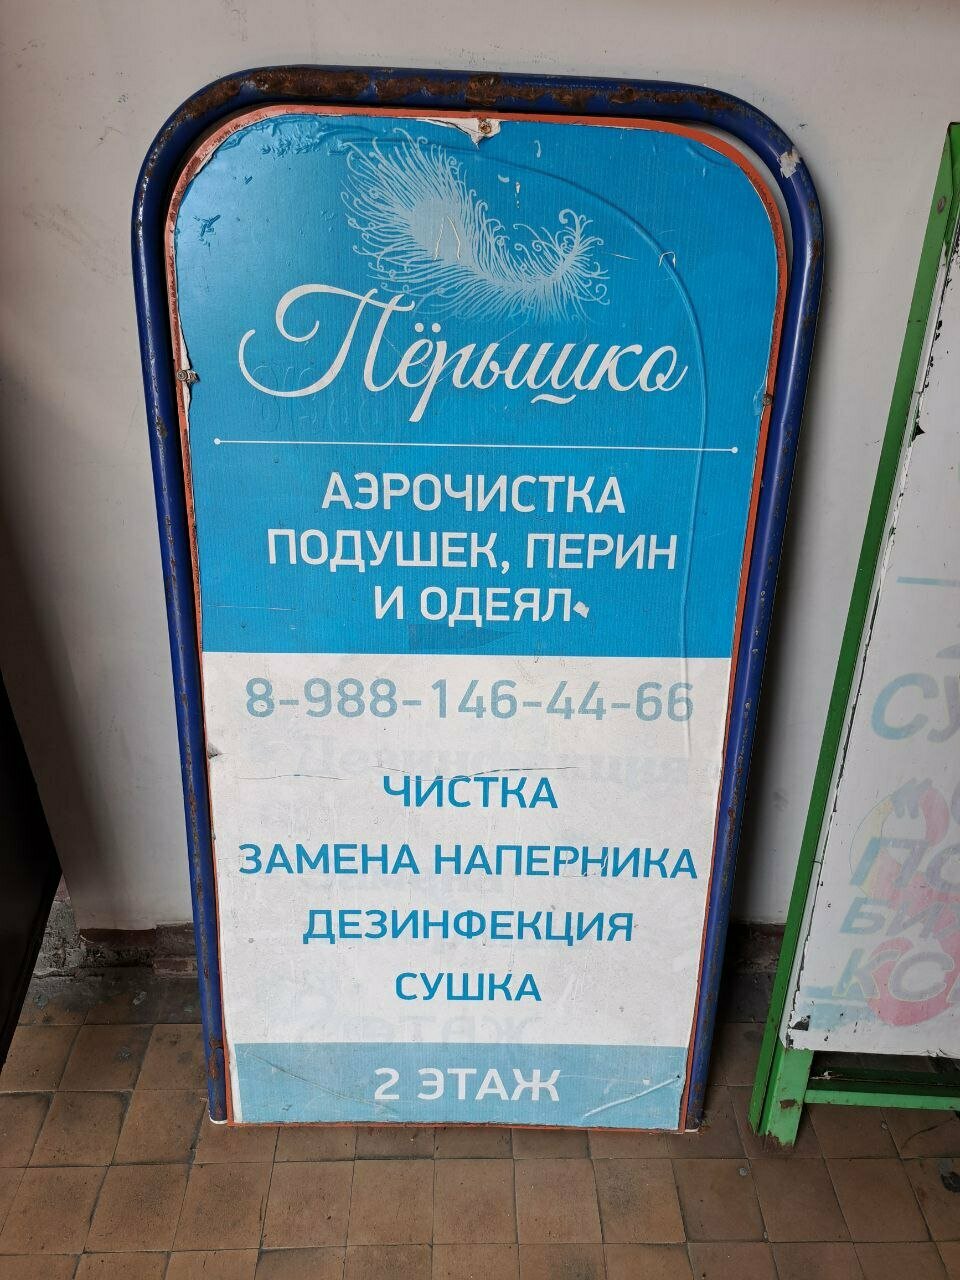 Пёрышко
АЭРОЧИСТКА
ПОДУШЕК, ПЕРИН
И ОДЕЯЛ
8-988-146-44-66
ЧИСТКА
ЗАМЕНА НАПЕРНИКА
ДЕЗИНФЕКЦИЯ
СУШКА
2 ЭТАЖ